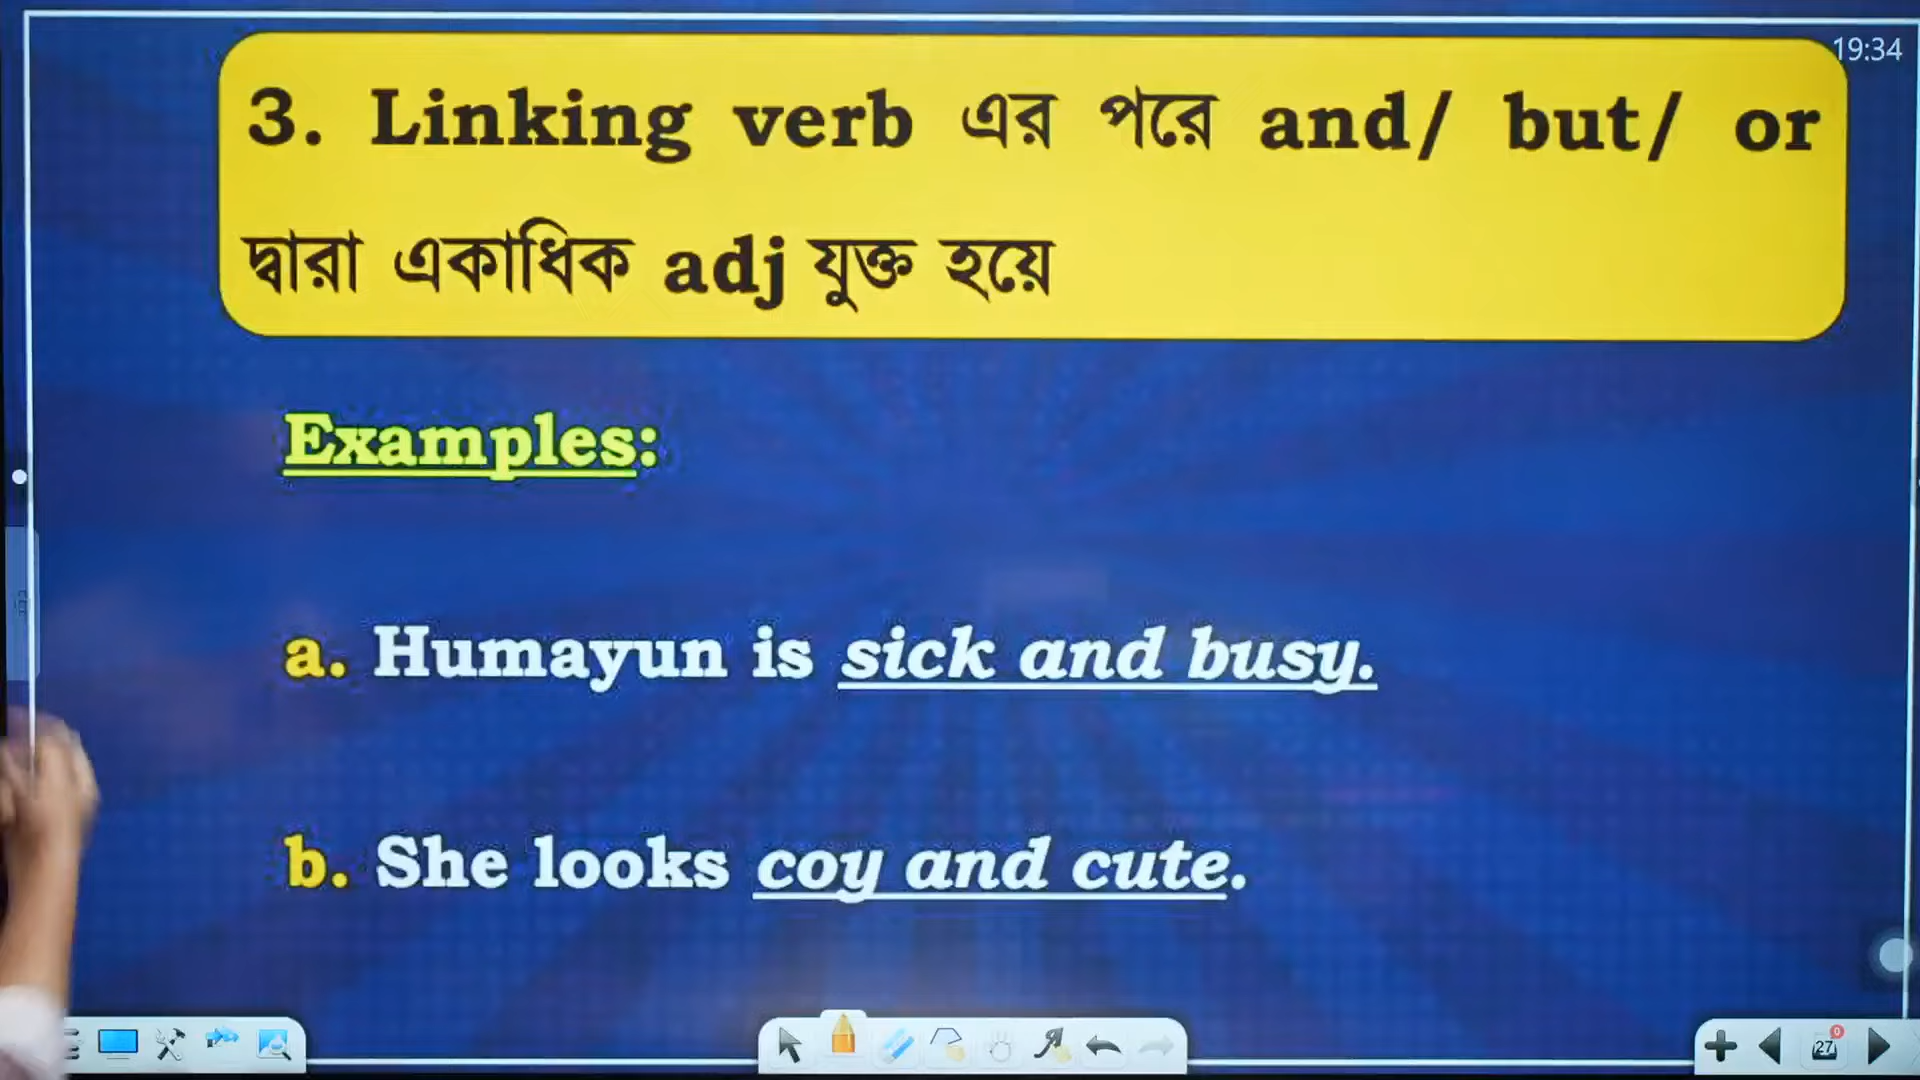 19:34
3. Linking verb এর পরে and/ but/ or
দ্বারা একাধিক adj যুক্ত হয়ে
Examples:
a. Humayun is sick and busy.
b. She looks coy and cute.
0
27